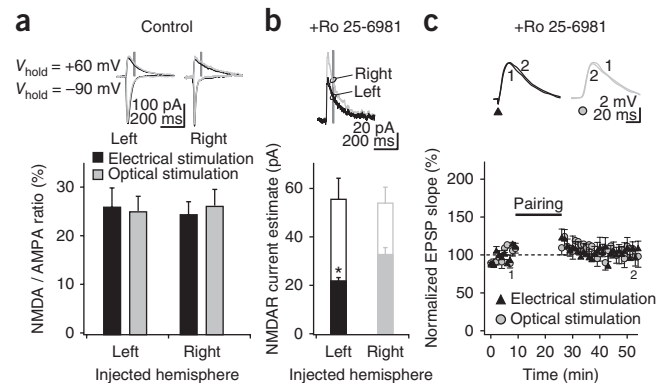 a
Control
V hold = +60 mV
V hold = −90 mV
100 pA
200 ms
Left
Right
Electrical stimulation
Optical stimulation
NMDA / AMPA ratio (%)
30
20
10
0
Left
Right
Injected hemisphere
b
+Ro 25-6981
Right
Left
20 pA
200 ms
NMDAR current estimate (pA)
80
60
40
20
0
*
Left
Right
Injected hemisphere
c
+Ro 25-6981
2
1
2
1
2 mV
20 ms
Normalized EPSP slope (%)
200
150
100
50
0
Pairing
1
2
Electrical stimulation
Optical stimulation
0 10 20 30 40 50
Time (min)